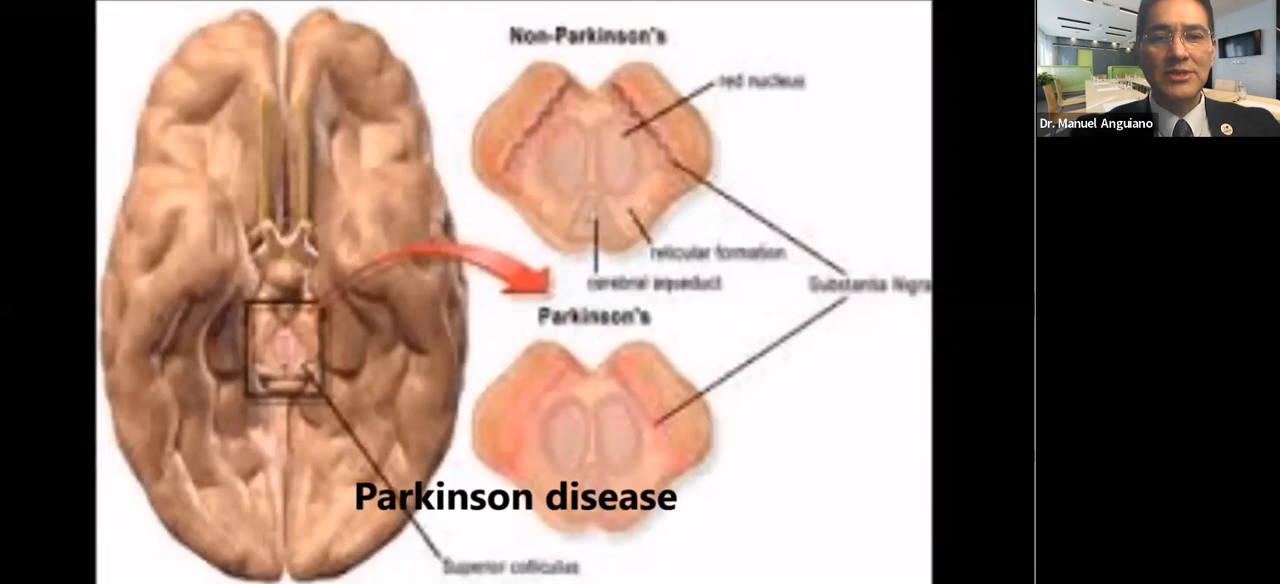 Non-Parkinson's
red nucleus
reticular formation
cerebral aqueduct
Substantia Nigra
Parkinson's
Parkinson disease
Superior colliculus
Dr. Manuel Anguiano